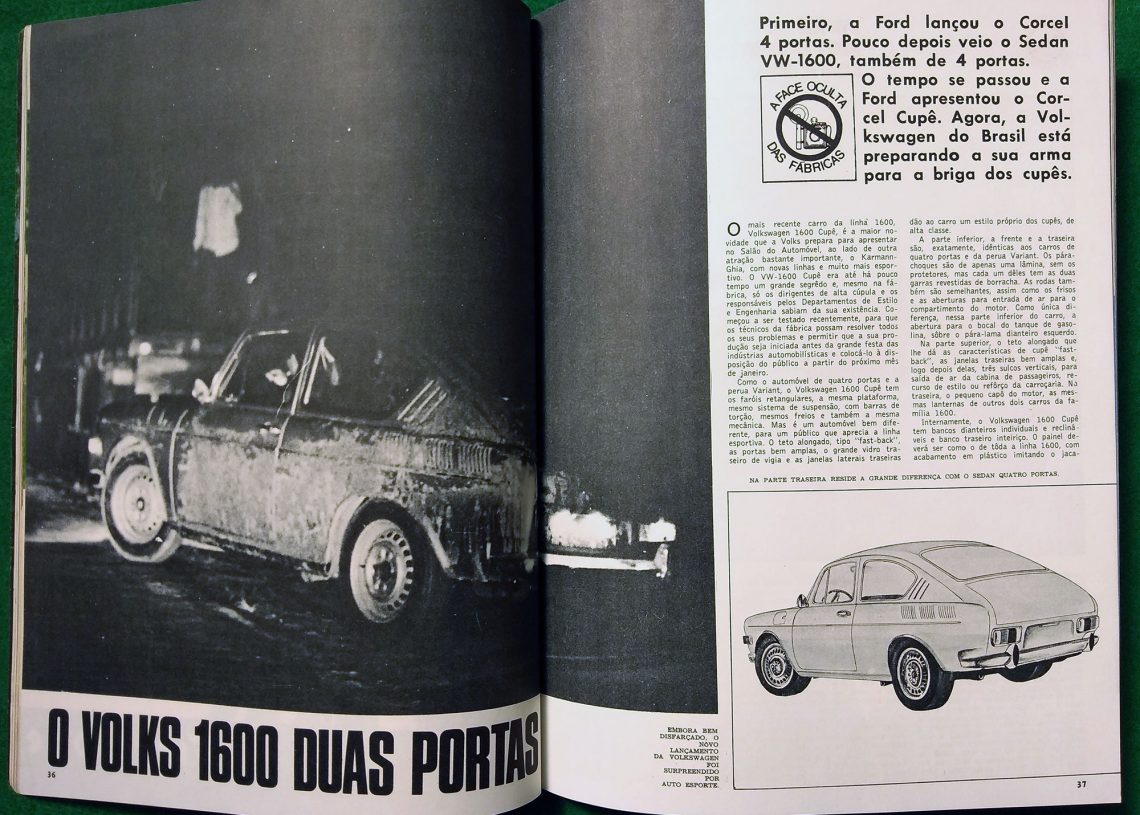 O VOLKS 1600 DUAS PORTAS
36
EMBORA BEM
DISFARÇADO, O
NÔVO
LANÇAMENTO
DA VOLKSWAGEN
FOI
SURPREENDIDO
POR
AUTO ESPORTE.
Primeiro, a Ford lançou o Corcel
4 portas. Pouco depois veio o Sedan
VW-1600, também de 4 portas.
O tempo se passou e a
Ford apresentou o Cor-
cel Cupê. Agora, a Vol-
kswagen do Brasil está
preparando a sua arma
para a briga dos cupês.
A FACE OCULTA
DAS FÁBRICAS
O mais recente carro da linha 1600,
Volkswagen 1600 Cupê, é a maior no-
vidade que a Volks prepara para apresentar
no Salão do Automóvel, ao lado de outra
atração bastante importante, o Karmann-
Ghia, com novas linhas e muito mais espor-
tivo. O VW-1600 Cupê era até há pouco
tempo um grande segrêdo e, mesmo na fá-
brica, só os dirigentes de alta cúpula e os
responsáveis pelos Departamentos de Estilo
e Engenharia sabiam da sua existência. Co-
meçou a ser testado recentemente, para que
os técnicos da fábrica possam resolver todos
os seus problemas e permitir que a sua pro-
dução seja iniciada antes da grande festa das
indústrias automobilísticas e colocá-lo à dis-
posição do público a partir do próximo mês
de janeiro.
Como o automóvel de quatro portas e a
perua Variant, o Volkswagen 1600 Cupê tem
os faróis retangulares, a mesma plataforma,
mesmo sistema de suspensão, com barras de
torção, mesmos freios e também a mesma
mecânica. Mas é um automóvel bem dife-
rente, para um público que aprecia a linha
esportiva. O teto alongado, tipo "fast-back",
as portas bem amplas, o grande vidro tra-
seiro de vigia e as janelas laterais traseiras
dão ao carro um estilo próprio dos cupês, de
alta classe.
A parte inferior, a frente e a traseira
são, exatamente, idênticas aos carros de
quatro portas e da perua Variant. Os pára-
choques são de apenas uma lâmina, sem os
protetores, mas cada um dêles tem as duas
garras revestidas de borracha. As rodas tam-
bém são semelhantes, assim como os frisos
e as aberturas para entrada de ar para o
compartimento do motor. Como única di-
ferença, nessa parte inferior do carro, a
abertura para o bocal do tanque de gaso-
lina, sôbre o pára-lama dianteiro esquerdo.
Na parte superior, o teto alongado que
lhe dá as características de cupê "fast-
back", as janelas traseiras bem amplas e,
logo depois delas, três sulcos verticais, para
saída de ar da cabina de passageiros, re-
curso de estilo ou refôrço da carroçaria. Na
traseira, o pequeno capô do motor, as mes-
mas lanternas de outros dois carros da fa-
mília 1600.
Internamente, o Volkswagen 1600 Cupê
tem bancos dianteiros individuais e reclíná-
veis e banco traseiro inteiriço. O painel de-
verá ser como o de tôda a linha 1600, com
acabamento em plástico imitando o jaca-
NA PARTE TRASEIRA RESIDE A GRANDE DIFERENÇA COM O SEDAN QUATRO PORTAS.
37